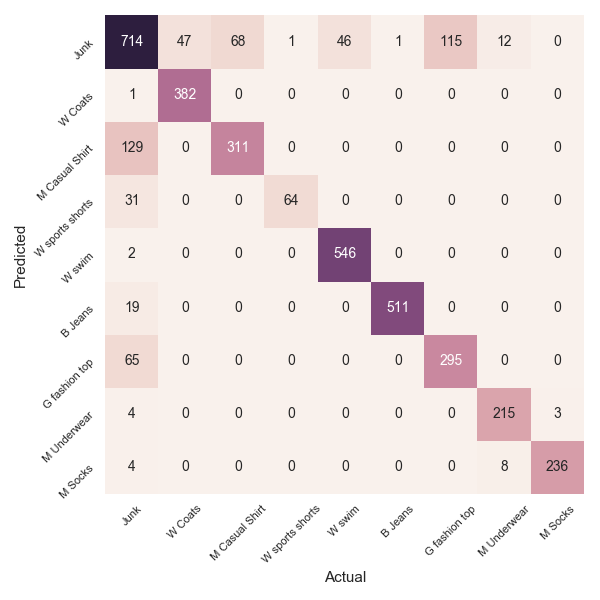 Predicted
Junk 714 47 68 1 46 1 115 12 0
W Coats 1 382 0 0 0 0 0 0 0
M Casual Shirt 129 0 311 0 0 0 0 0 0
W sports shorts 31 0 0 64 0 0 0 0 0
W swim 2 0 0 0 546 0 0 0 0
B Jeans 19 0 0 0 0 511 0 0 0
G fashion top 65 0 0 0 0 0 295 0 0
M Underwear 4 0 0 0 0 0 0 215 3
M Socks 4 0 0 0 0 0 0 8 236
Junk W Coats M Casual Shirt W sports shorts W swim B Jeans G fashion top M Underwear M Socks
Actual